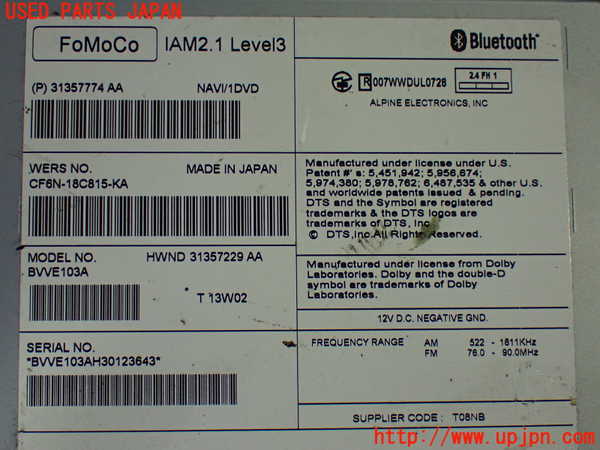 USED PARTS JAPAN
FoMoCo IAM2.1 Level3
(P) 31357774 AA NAVI/1DVD
WERS NO. MADE IN JAPAN
CF6N-18C815-KA
MODEL NO. HWND 31357229 AA
BVVE103A
T 13W02
SERIAL NO.
*BVVE103AH30123643*
Bluetooth
R 007WWDUL0726 2.4 FH 1
ALPINE ELECTRONICS, INC
Manufactured under license under U.S.
Patent #'s : 5,451,942; 5,956,674;
5,974,380; 5,978,762; 6,487,535 & other U.S.
and worldwide patents issued & pending.
DTS and the Symbol are registered
trademarks & the DTS logos are
trademarks of DTS, Inc.
© DTS,Inc.All Rights Reserved.
Manufactured under license from Dolby
Laboratories. Dolby and the double-D
symbol are trademarks of Dolby
Laboratories.
12V D.C. NEGATIVE GND.
FREQUENCY RANGE AM 522 - 1611KHz
FM 76.0 - 90.0MHz
SUPPLIER CODE : T08NB
http://www.upjpn.com/